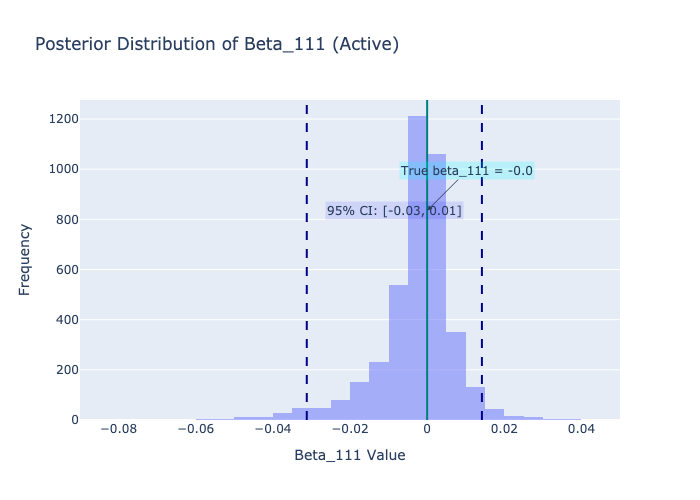 Posterior Distribution of Beta_111 (Active)
1200
1000
800
600
400
200
0
Frequency
True beta_111 = -0.0
95% CI: [-0.03, 0.01]
−0.08
−0.06
−0.04
−0.02
0
0.02
0.04
Beta_111 Value